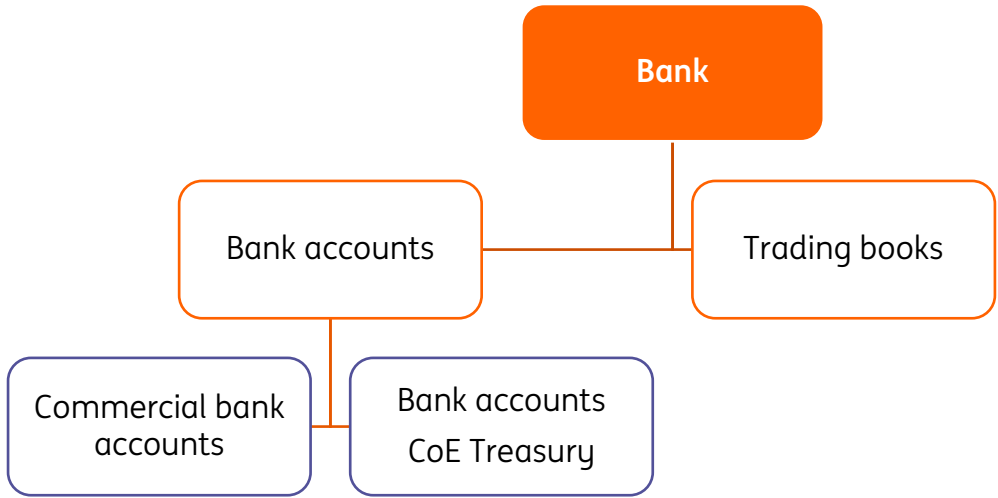 Bank
Bank accounts
Trading books
Commercial bank
accounts
Bank accounts
CoE Treasury